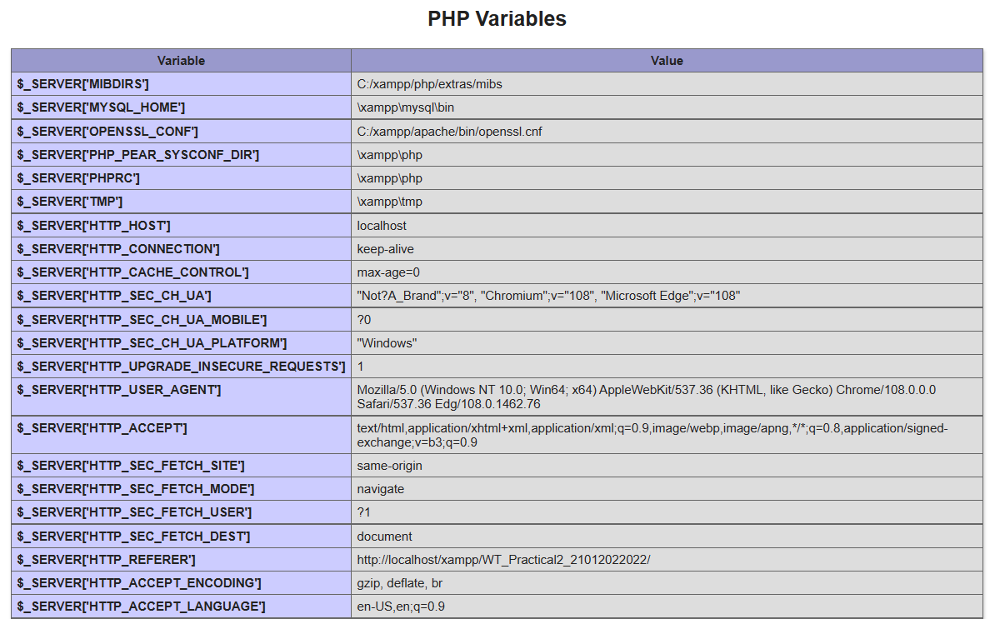 PHP Variables
Variable Value
$_SERVER['MIBDIRS'] C:/xampp/php/extras/mibs
$_SERVER['MYSQL_HOME'] \xampp\mysql\bin
$_SERVER['OPENSSL_CONF'] C:/xampp/apache/bin/openssl.cnf
$_SERVER['PHP_PEAR_SYSCONF_DIR'] \xampp\php
$_SERVER['PHPRC'] \xampp\php
$_SERVER['TMP'] \xampp\tmp
$_SERVER['HTTP_HOST'] localhost
$_SERVER['HTTP_CONNECTION'] keep-alive
$_SERVER['HTTP_CACHE_CONTROL'] max-age=0
$_SERVER['HTTP_SEC_CH_UA'] "Not?A_Brand";v="8", "Chromium";v="108", "Microsoft Edge";v="108"
$_SERVER['HTTP_SEC_CH_UA_MOBILE'] ?0
$_SERVER['HTTP_SEC_CH_UA_PLATFORM'] "Windows"
$_SERVER['HTTP_UPGRADE_INSECURE_REQUESTS'] 1
$_SERVER['HTTP_USER_AGENT'] Mozilla/5.0 (Windows NT 10.0; Win64; x64) AppleWebKit/537.36 (KHTML, like Gecko) Chrome/108.0.0.0
Safari/537.36 Edg/108.0.1462.76
$_SERVER['HTTP_ACCEPT'] text/html,application/xhtml+xml,application/xml;q=0.9,image/webp,image/apng,*/*;q=0.8,application/signed-
exchange;v=b3;q=0.9
$_SERVER['HTTP_SEC_FETCH_SITE'] same-origin
$_SERVER['HTTP_SEC_FETCH_MODE'] navigate
$_SERVER['HTTP_SEC_FETCH_USER'] ?1
$_SERVER['HTTP_SEC_FETCH_DEST'] document
$_SERVER['HTTP_REFERER'] http://localhost/xampp/WT_Practical2_21012022022/
$_SERVER['HTTP_ACCEPT_ENCODING'] gzip, deflate, br
$_SERVER['HTTP_ACCEPT_LANGUAGE'] en-US,en;q=0.9